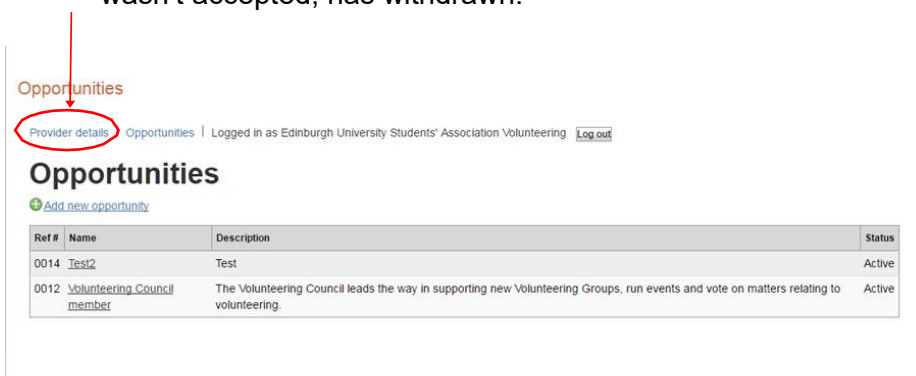 wasn't accepted, has withdrawn.
Opportunities
Provider details Opportunities | Logged in as Edinburgh University Students' Association Volunteering Log out
Opportunities
Add new opportunity
Ref # Name Description Status
0014 Test2 Test Active
0012 Volunteering Council The Volunteering Council leads the way in supporting new Volunteering Groups, run events and vote on matters relating to Active
member volunteering.